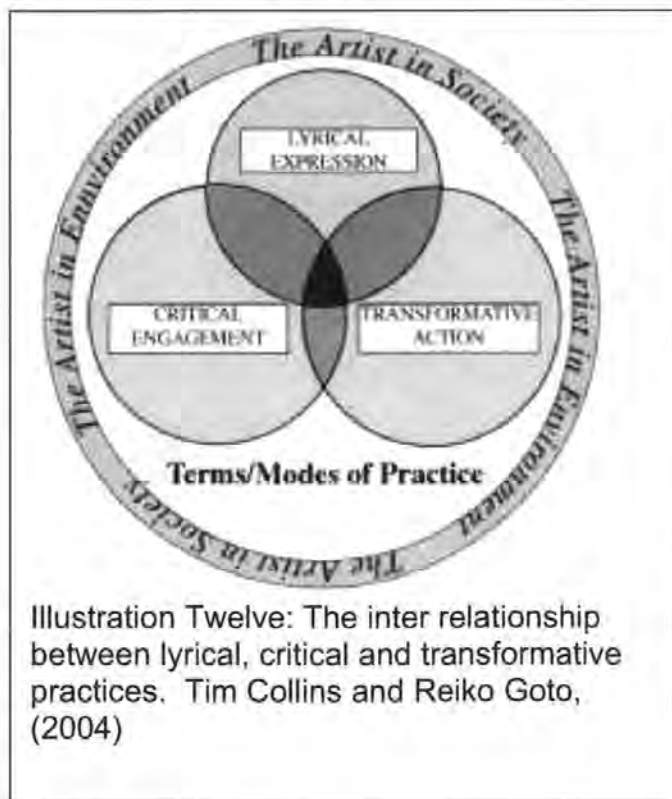 The Artist in Society
The Artist in Environment
The Artist in Society
The Artist in Ennvironment
LYRICAL
EXPRESSION
CRITICAL
ENGAGEMENT
TRANSFORMATIVE
ACTION
Terms/Modes of Practice
Illustration Twelve: The inter relationship
between lyrical, critical and transformative
practices. Tim Collins and Reiko Goto,
(2004)